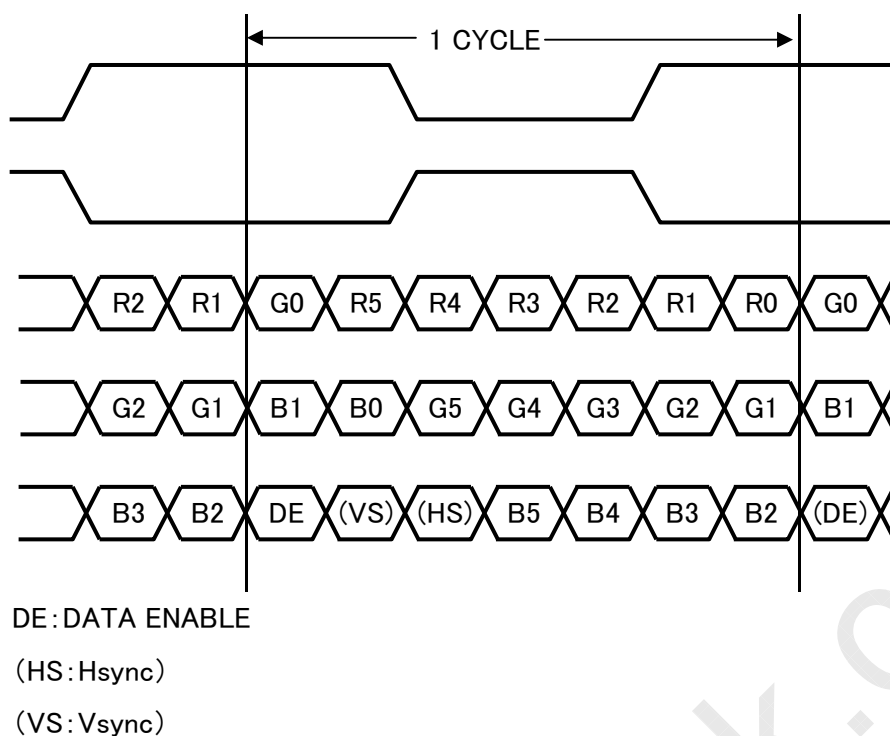 1 CYCLE
R2 R1 G0 R5 R4 R3 R2 R1 R0 G0
G2 G1 B1 B0 G5 G4 G3 G2 G1 B1
B3 B2 DE (VS) (HS) B5 B4 B3 B2 (DE)
DE:DATA ENABLE
(HS:Hsync)
(VS:Vsync)